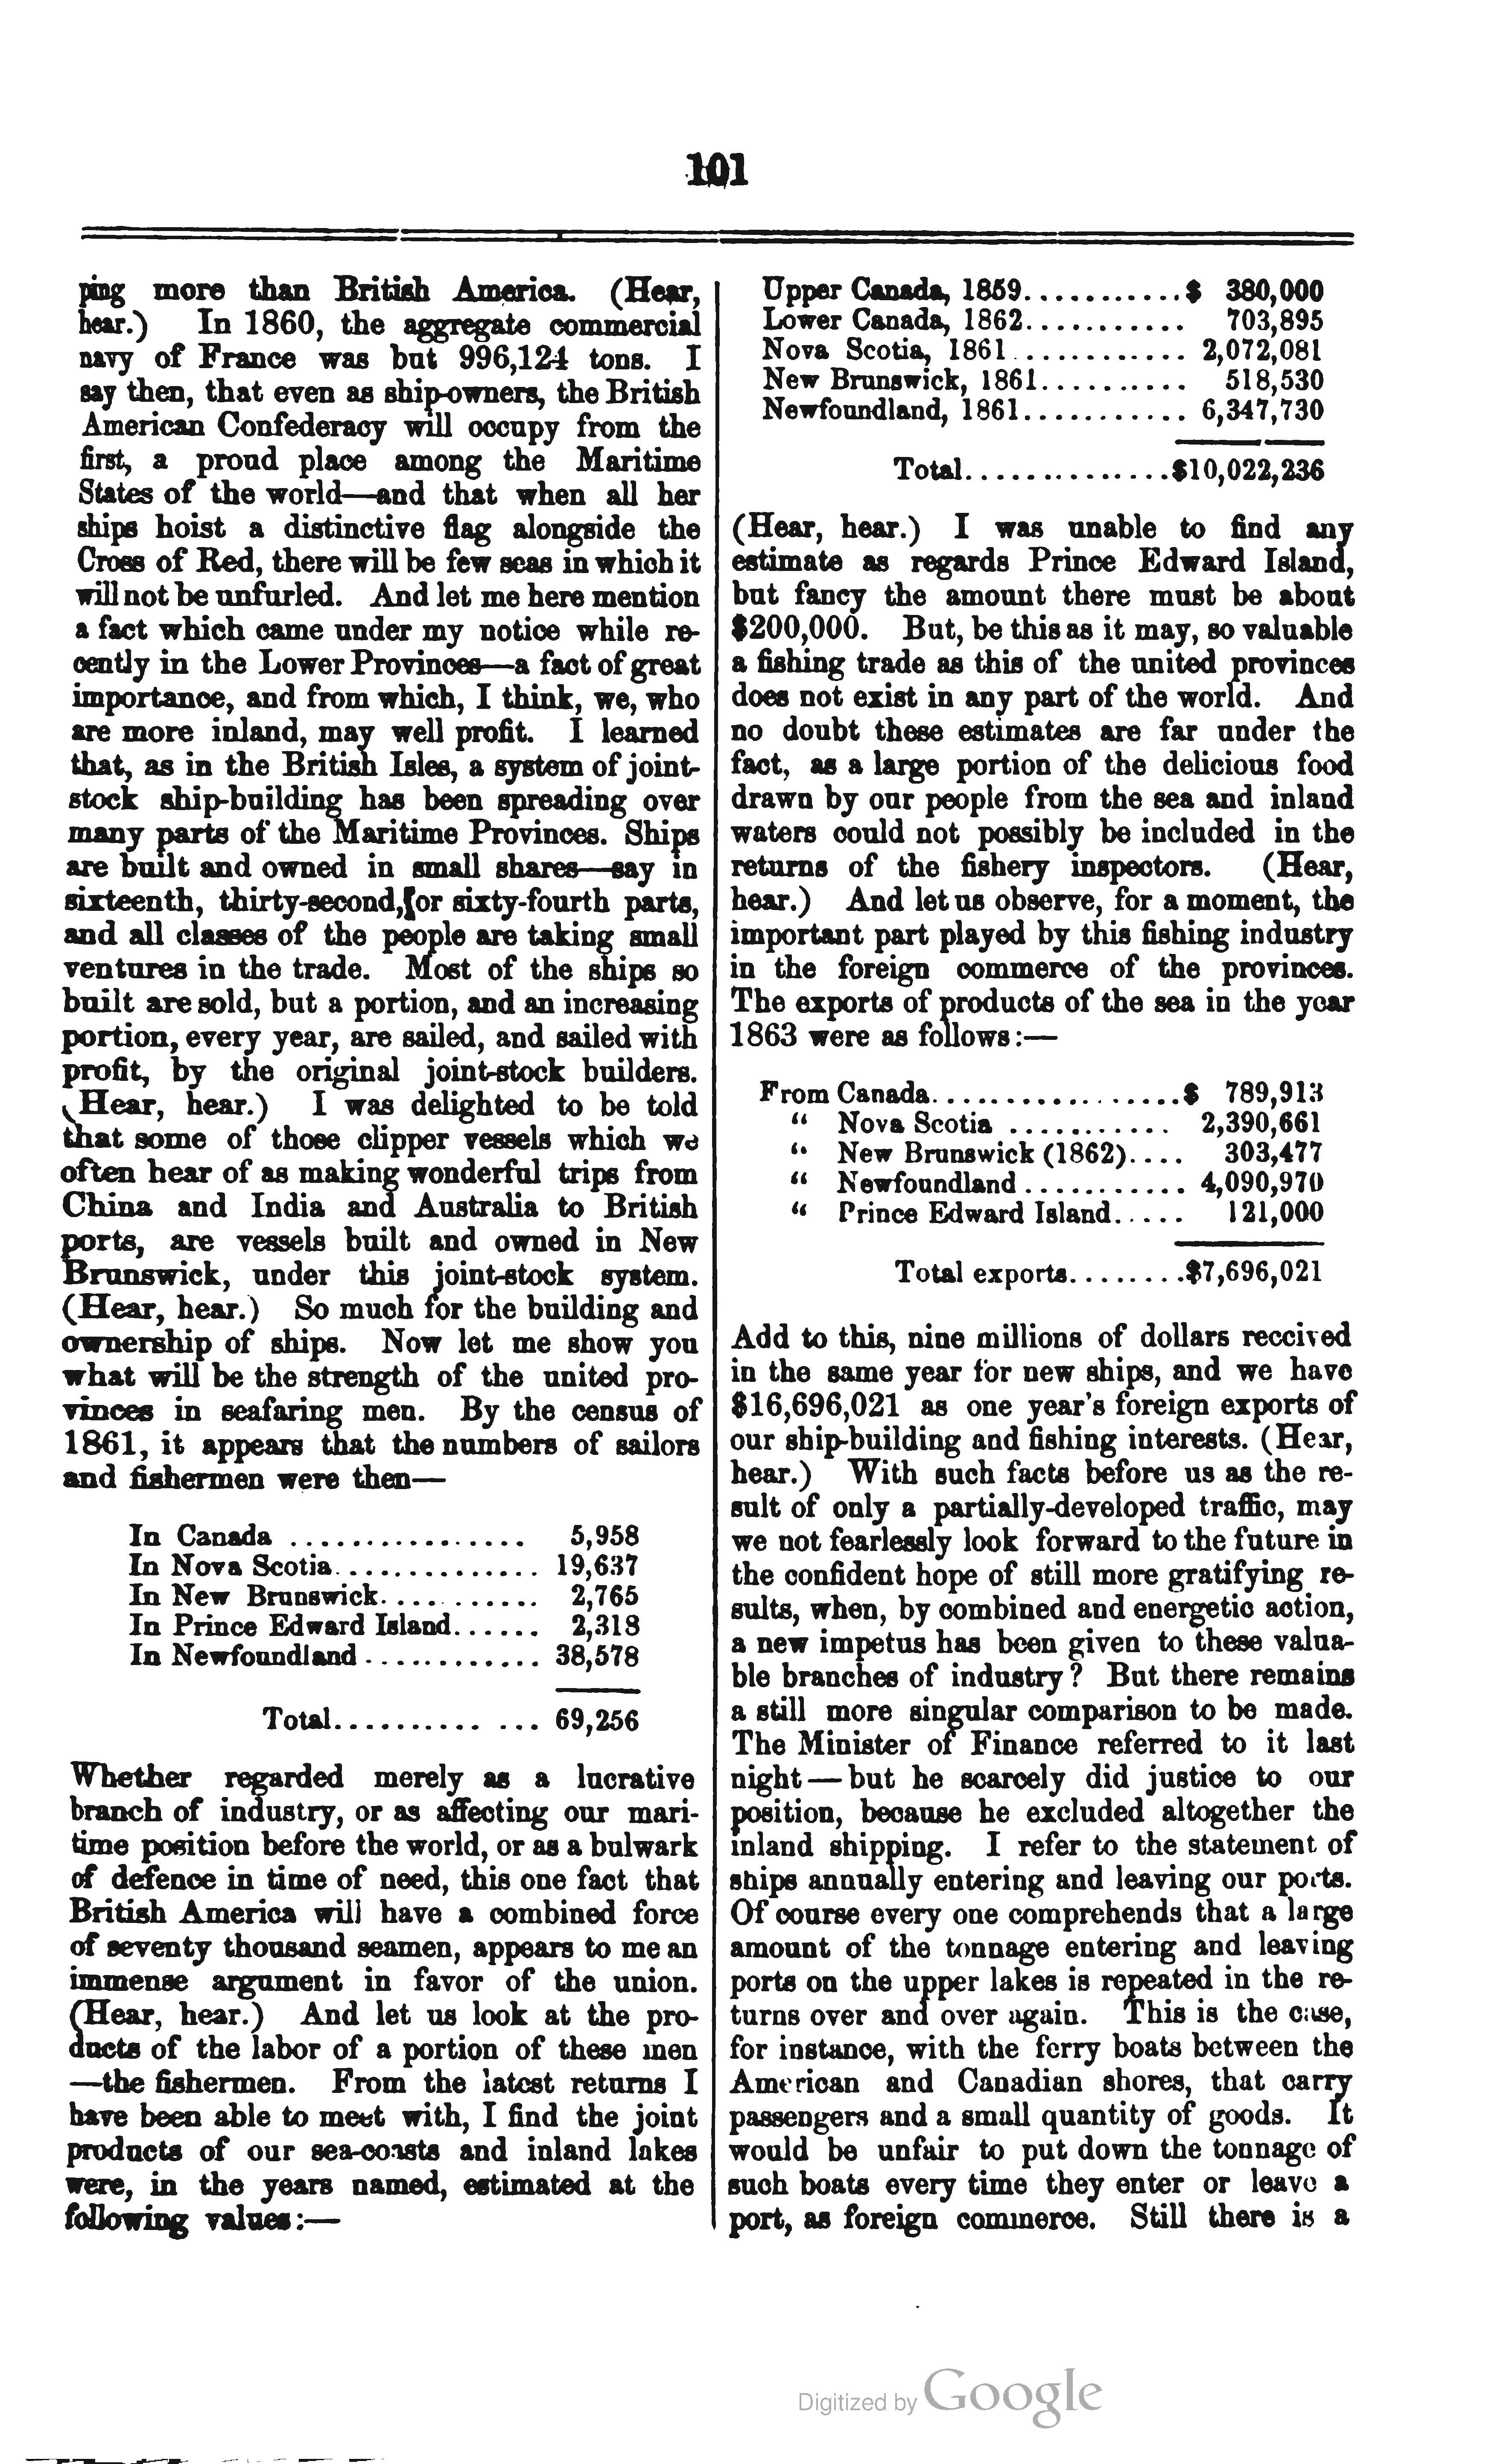 101
ping more than British America. (Hear,
hear.) In 1860, the aggregate commercial
navy of France was but 996,124 tons. I
say then, that even as ship-owners, the British
American Confederacy will occupy from the
first, a proud place among the Maritime
States of the world—and that when all her
ships hoist a distinctive flag alongside the
Cross of Red, there will be few seas in which it
will not be unfurled. And let me here mention
a fact which came under my notice while re-
cently in the Lower Provinces—a fact of great
importance, and from which, I think, we, who
are more inland, may well profit. I learned
that, as in the British Isles, a system of joint-
stock ship-building has been spreading over
many parts of the Maritime Provinces. Ships
are built and owned in small shares—say in
sixteenth, thirty-second, or sixty-fourth parts,
and all classes of the people are taking small
ventures in the trade. Most of the ships so
built are sold, but a portion, and an increasing
portion, every year, are sailed, and sailed with
profit, by the original joint-stock builders.
(Hear, hear.) I was delighted to be told
that some of those clipper vessels which we
often hear of as making wonderful trips from
China and India and Australia to British
ports, are vessels built and owned in New
Brunswick, under this joint-stock system.
(Hear, hear.) So much for the building and
ownership of ships. Now let me show you
what will be the strength of the united pro-
vinces in seafaring men. By the census of
1861, it appears that the numbers of sailors
and fishermen were then—
In Canada ................ 5,958
In Nova Scotia.............. 19,637
In New Brunswick........... 2,765
In Prince Edward Island...... 2,318
In Newfoundland ............ 38,578
Total.......... ... 69,256
Whether regarded merely as a lucrative
branch of industry, or as affecting our mari-
time position before the world, or as a bulwark
of defence in time of need, this one fact that
British America will have a combined force
of seventy thousand seamen, appears to me an
immense argument in favor of the union.
(Hear, hear.) And let us look at the pro-
ducts of the labor of a portion of these men
—the fishermen. From the latest returns I
have been able to meet with, I find the joint
products of our sea-coasts and inland lakes
were, in the years named, estimated at the
following values:—
Upper Canada, 1859...........$ 380,000
Lower Canada, 1862........... 703,895
Nova Scotia, 1861............ 2,072,081
New Brunswick, 1861.......... 518,530
Newfoundland, 1861........... 6,347,730
Total..............$10,022,236
(Hear, hear.) I was unable to find any
estimate as regards Prince Edward Island,
but fancy the amount there must be about
$200,000. But, be this as it may, so valuable
a fishing trade as this of the united provinces
does not exist in any part of the world. And
no doubt these estimates are far under the
fact, as a large portion of the delicious food
drawn by our people from the sea and inland
waters could not possibly be included in the
returns of the fishery inspectors. (Hear,
hear.) And let us observe, for a moment, the
important part played by this fishing industry
in the foreign commerce of the provinces.
The exports of products of the sea in the year
1863 were as follows:—
From Canada.................$ 789,913
“ Nova Scotia ........... 2,390,661
“ New Brunswick (1862).... 303,477
“ Newfoundland ........... 4,090,970
“ Prince Edward Island..... 121,000
Total exports........$7,696,021
Add to this, nine millions of dollars received
in the same year for new ships, and we have
$16,696,021 as one year's foreign exports of
our ship-building and fishing interests. (Hear,
hear.) With such facts before us as the re-
sult of only a partially-developed traffic, may
we not fearlessly look forward to the future in
the confident hope of still more gratifying re-
sults, when, by combined and energetic action,
a new impetus has been given to these valua-
ble branches of industry? But there remains
a still more singular comparison to be made.
The Minister of Finance referred to it last
night—but he scarcely did justice to our
position, because he excluded altogether the
inland shipping. I refer to the statement of
ships annually entering and leaving our ports.
Of course every one comprehends that a large
amount of the tonnage entering and leaving
ports on the upper lakes is repeated in the re-
turns over and over again. This is the case,
for instance, with the ferry boats between the
American and Canadian shores, that carry
passengers and a small quantity of goods. It
would be unfair to put down the tonnage of
such boats every time they enter or leave a
port, as foreign commerce. Still there is a
Digitized by Google